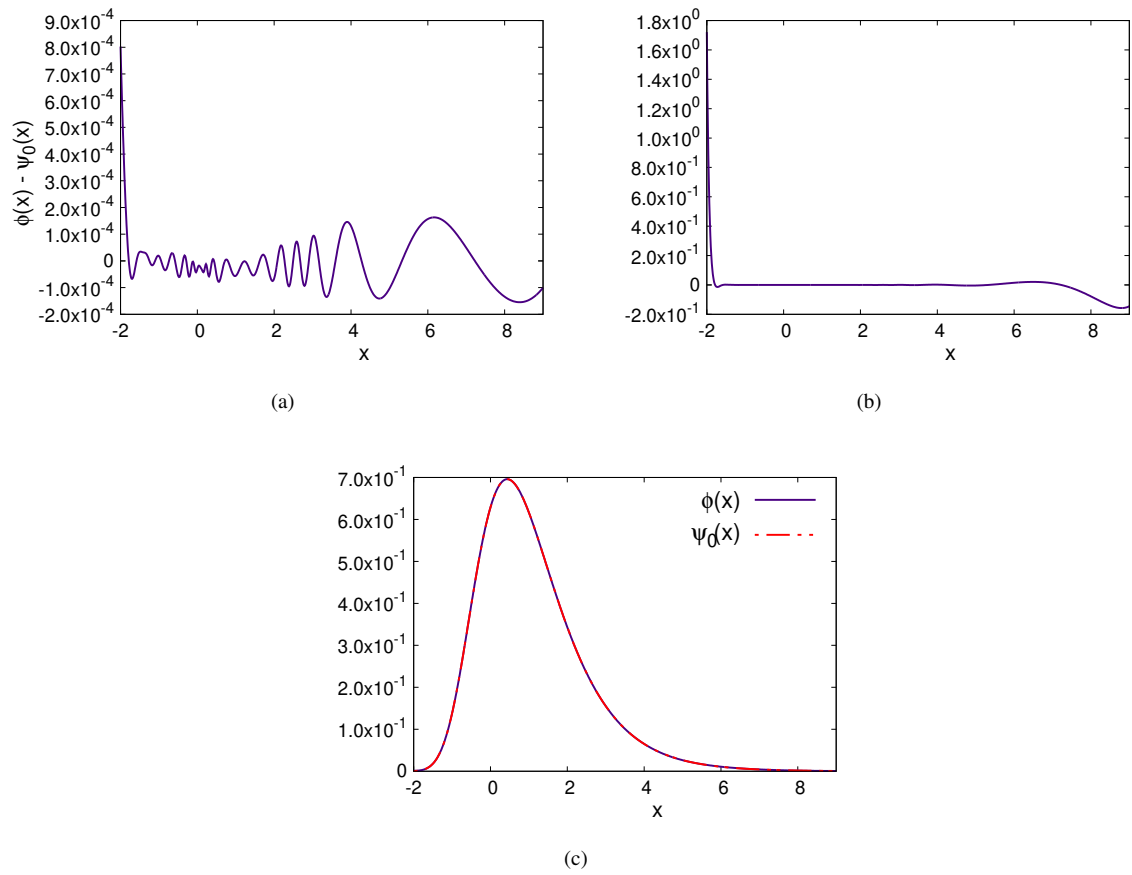 9.0x10⁻⁴
8.0x10⁻⁴
7.0x10⁻⁴
6.0x10⁻⁴
5.0x10⁻⁴
4.0x10⁻⁴
3.0x10⁻⁴
2.0x10⁻⁴
1.0x10⁻⁴
0
-1.0x10⁻⁴
-2.0x10⁻⁴
ϕ(x) - ψ₀(x)
-2 0 2 4 6 8
x
(a)
1.8x10⁰
1.6x10⁰
1.4x10⁰
1.2x10⁰
1.0x10⁰
8.0x10⁻¹
6.0x10⁻¹
4.0x10⁻¹
2.0x10⁻¹
0
-2.0x10⁻¹
-2 0 2 4 6 8
x
(b)
7.0x10⁻¹
6.0x10⁻¹
5.0x10⁻¹
4.0x10⁻¹
3.0x10⁻¹
2.0x10⁻¹
1.0x10⁻¹
0
ϕ(x)
ψ₀(x)
-2 0 2 4 6 8
x
(c)